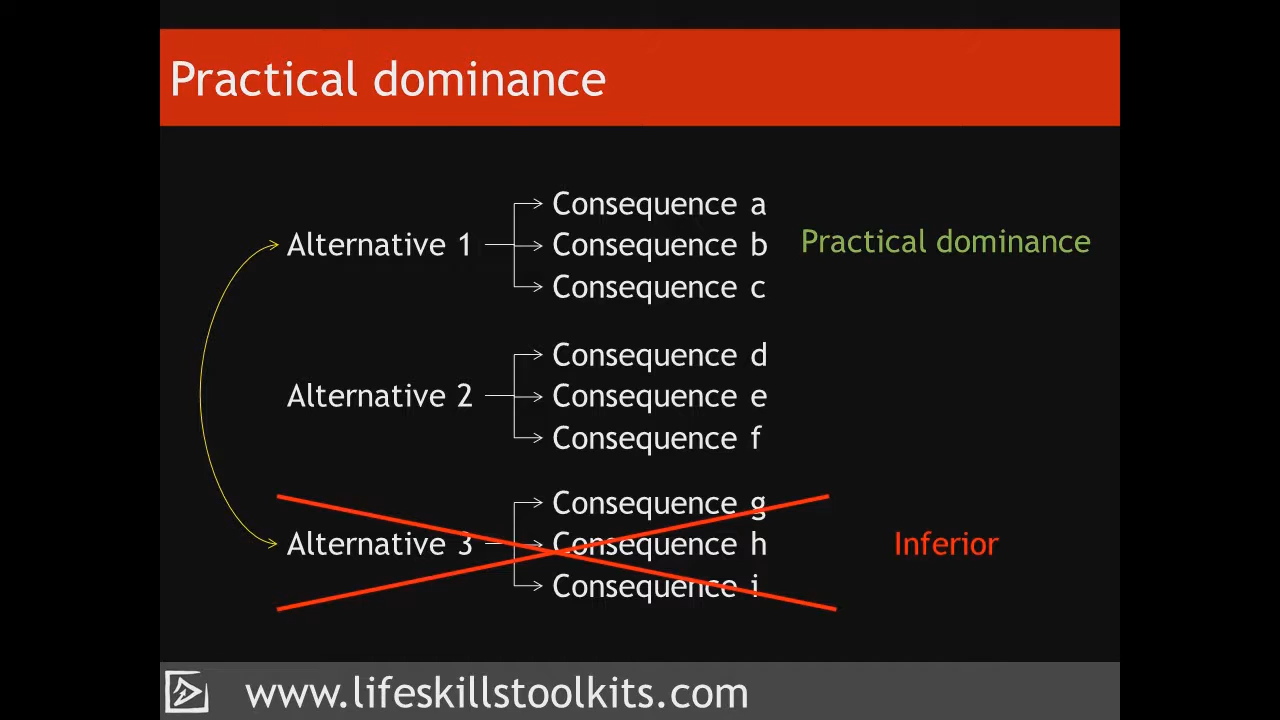 Practical dominance
Consequence a
Alternative 1
Consequence b
Practical dominance
Consequence c
Consequence d
Alternative 2
Consequence e
Consequence f
Consequence g
Alternative 3
Consequence h
Inferior
Consequence i
www.lifeskillstoolkits.com